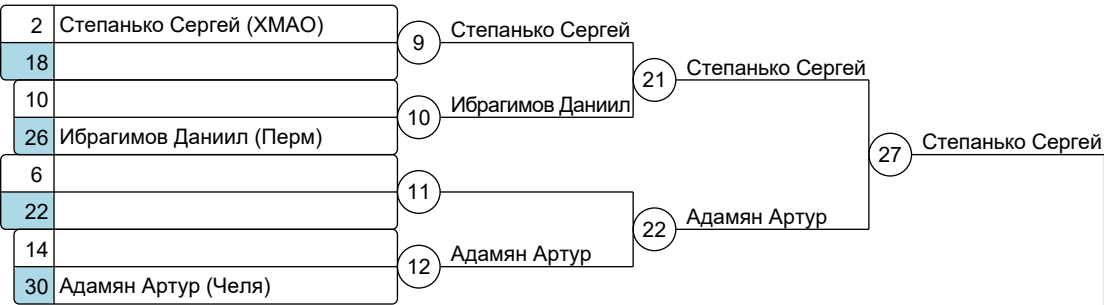 2 Степанько Сергей (ХМАО)
18
10
26 Ибрагимов Даниил (Перм)
6
22
14
30 Адамян Артур (Челя)
9 Степанько Сергей
10 Ибрагимов Даниил
11
12 Адамян Артур
21 Степанько Сергей
22 Адамян Артур
27 Степанько Сергей